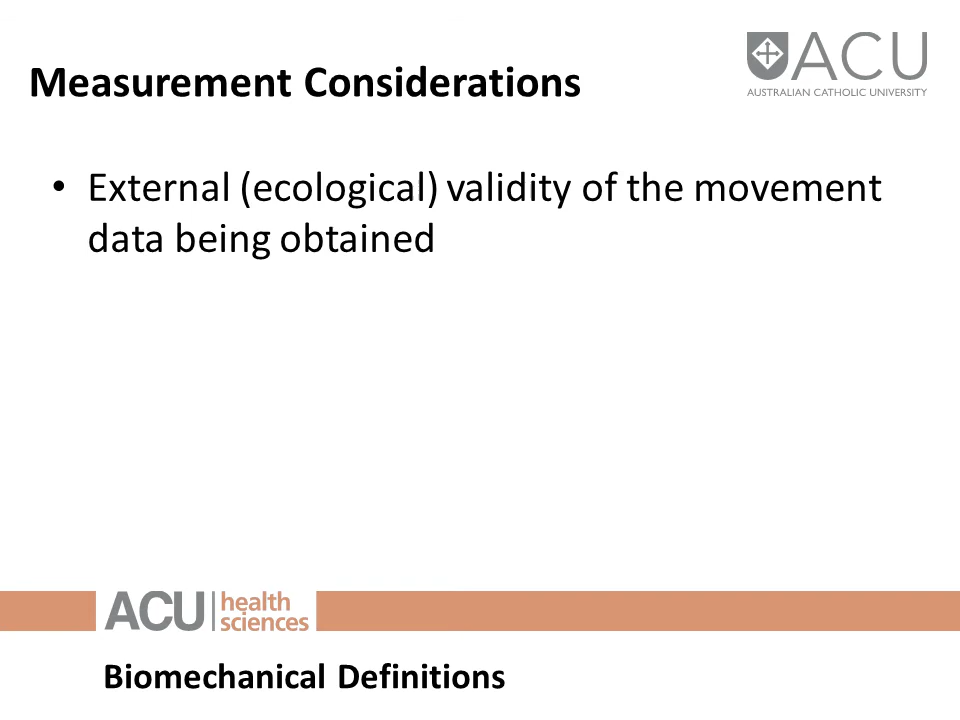 Measurement Considerations
ACU
AUSTRALIAN CATHOLIC UNIVERSITY
• External (ecological) validity of the movement
data being obtained
ACU health
sciences
Biomechanical Definitions